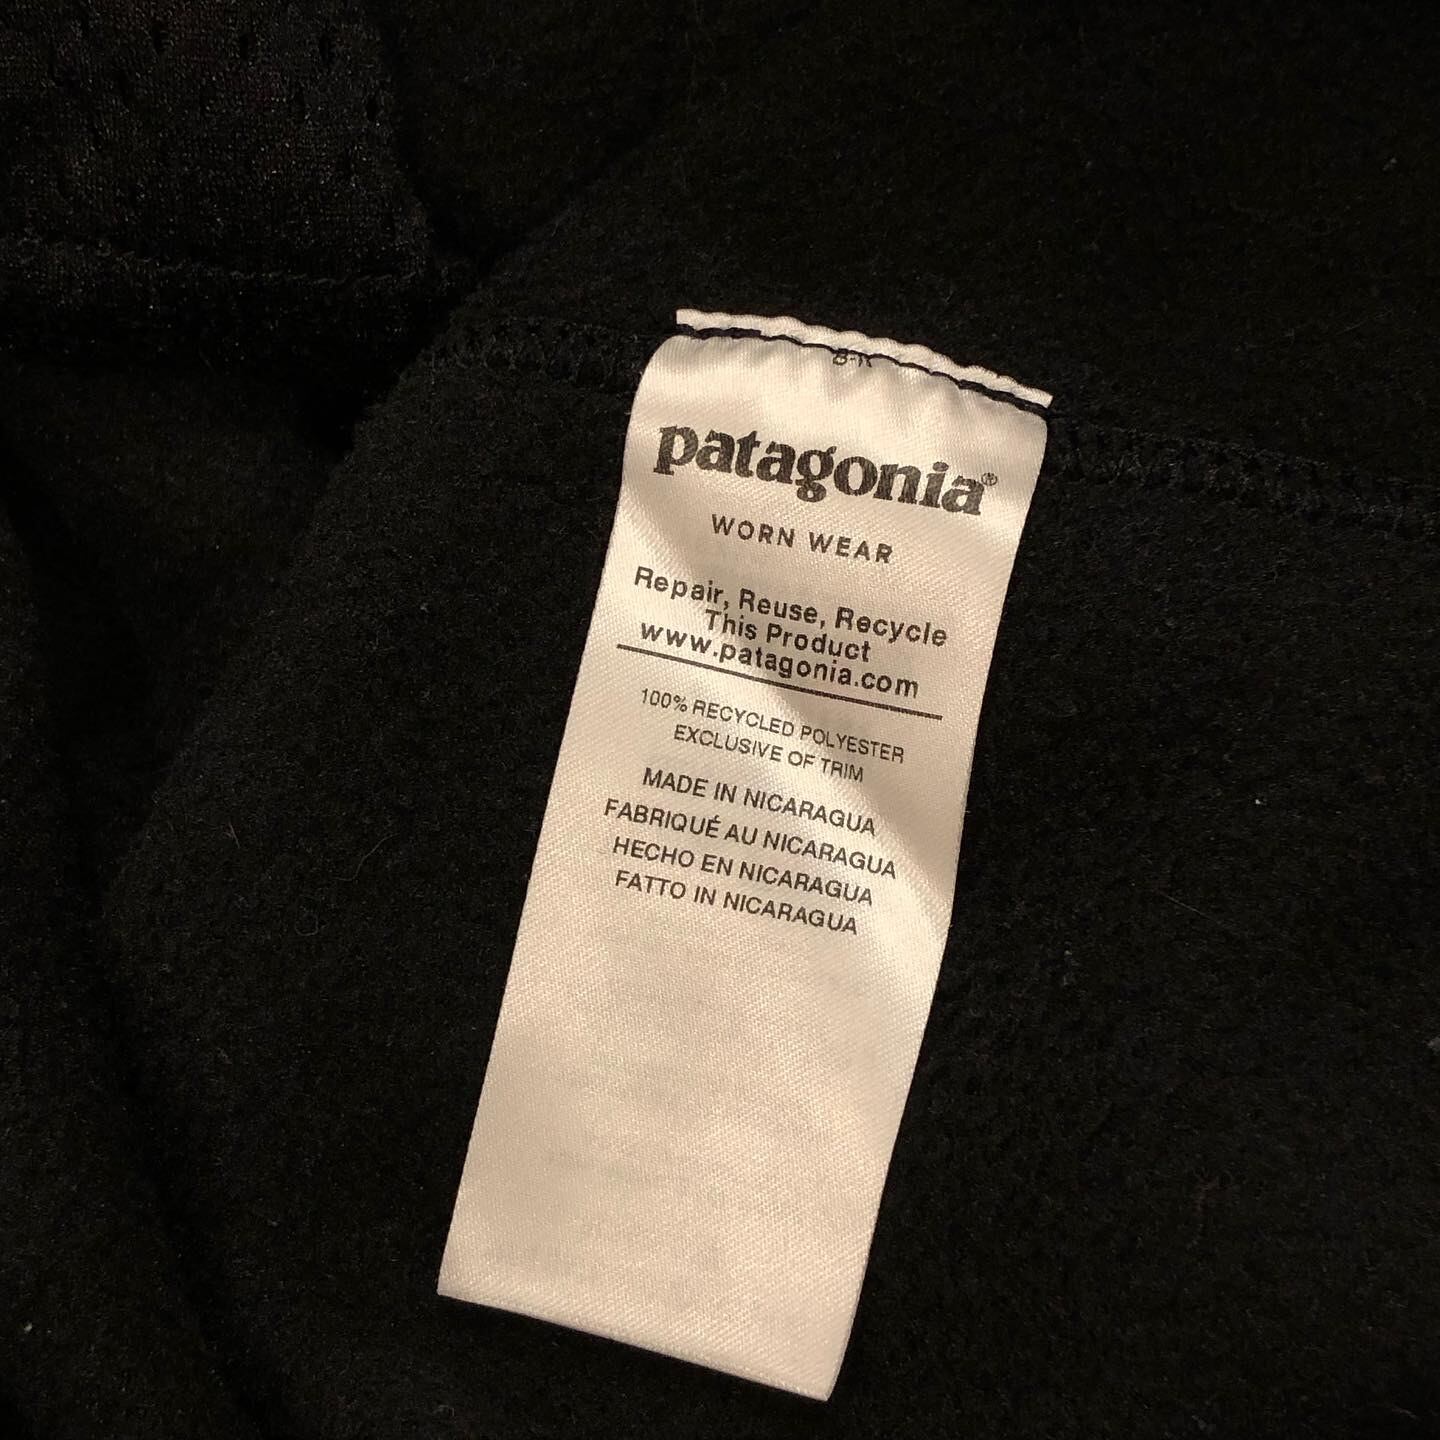 patagonia®
WORN WEAR
Repair, Reuse, Recycle
This Product
www.patagonia.com
100% RECYCLED POLYESTER
EXCLUSIVE OF TRIM
MADE IN NICARAGUA
FABRIQUÉ AU NICARAGUA
HECHO EN NICARAGUA
FATTO IN NICARAGUA